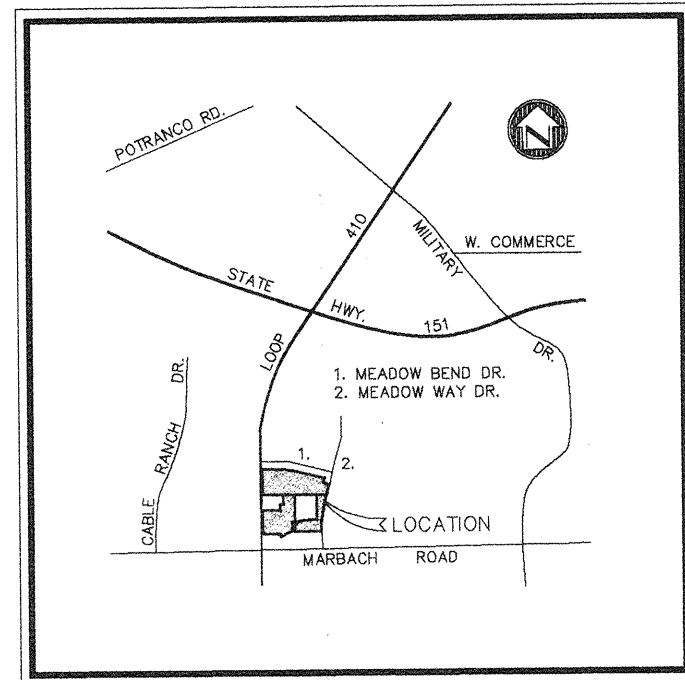 POTRANCO RD.
N
410
MILITARY
W. COMMERCE
STATE
HWY.
151
LOOP
DR.
1. MEADOW BEND DR.
2. MEADOW WAY DR.
DR.
RANCH
CABLE
1.
2.
LOCATION
MARBACH ROAD